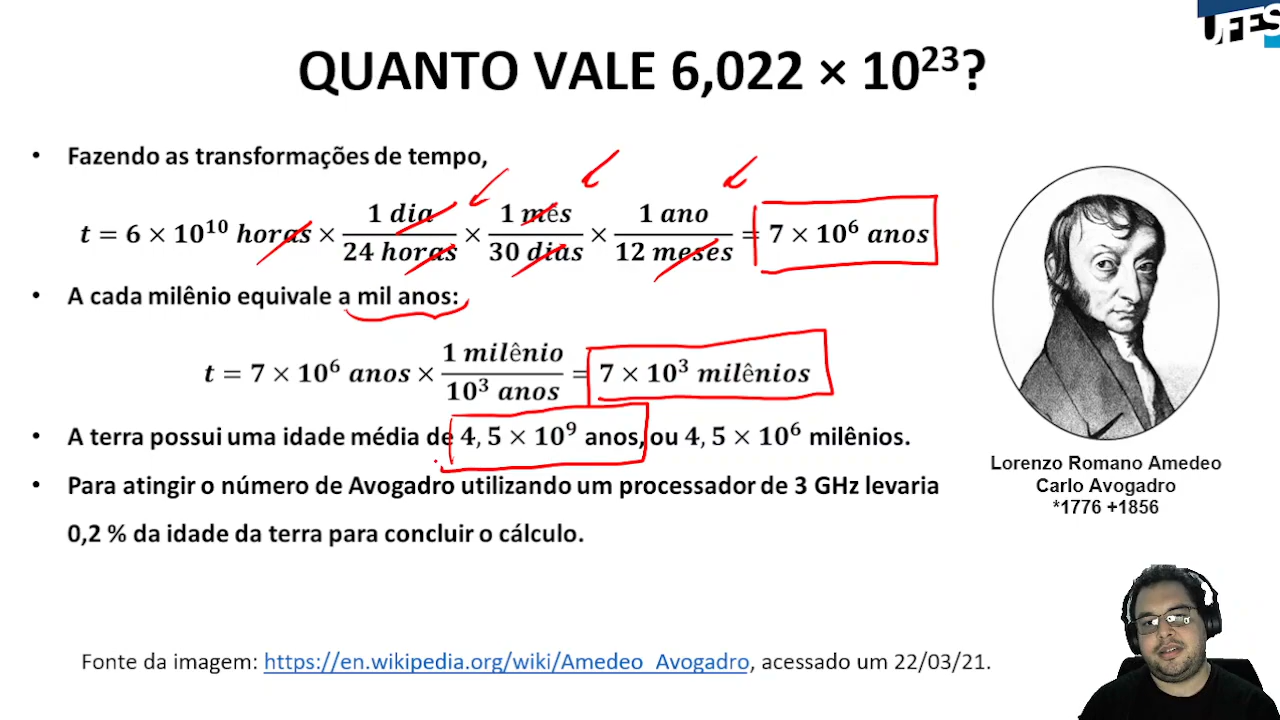 UFES
QUANTO VALE 6,022 × 10²³?
• Fazendo as transformações de tempo,
t = 6 × 10¹⁰ horas × 1 dia / 24 horas × 1 mês / 30 dias × 1 ano / 12 meses = 7 × 10⁶ anos
• A cada milênio equivale a mil anos:
t = 7 × 10⁶ anos × 1 milênio / 10³ anos = 7 × 10³ milênios
• A terra possui uma idade média de 4, 5 × 10⁹ anos, ou 4, 5 × 10⁶ milênios.
• Para atingir o número de Avogadro utilizando um processador de 3 GHz levaria
0,2 % da idade da terra para concluir o cálculo.
Lorenzo Romano Amedeo
Carlo Avogadro
*1776 +1856
Fonte da imagem: https://en.wikipedia.org/wiki/Amedeo_Avogadro, acessado um 22/03/21.